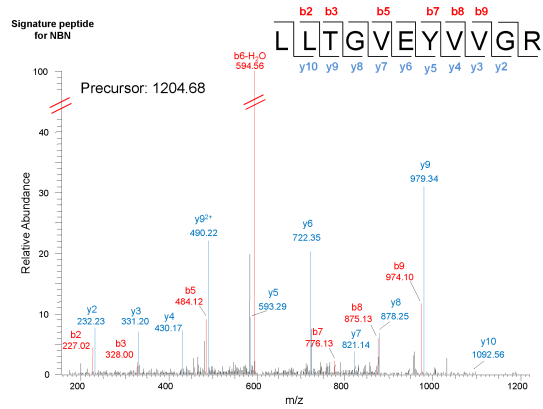 Signature peptide
for NBN
b2 b3 b5 b7 b8 b9
LLTGVEYVVGR
y10 y9 y8 y7 y6 y5 y4 y3 y2
Precursor: 1204.68
b6-H2O
594.56
y9
979.34
y9²⁺
490.22
y6
722.35
b9
974.10
b5
484.12
y5
593.29
y2
232.23
y3
331.20
y4
430.17
b8
875.13
y8
878.25
b2
227.02
b3
328.00
b7
776.13
y7
821.14
y10
1092.56
Relative Abundance
100
40
30
20
10
0
200 400 600 800 1000 1200
m/z